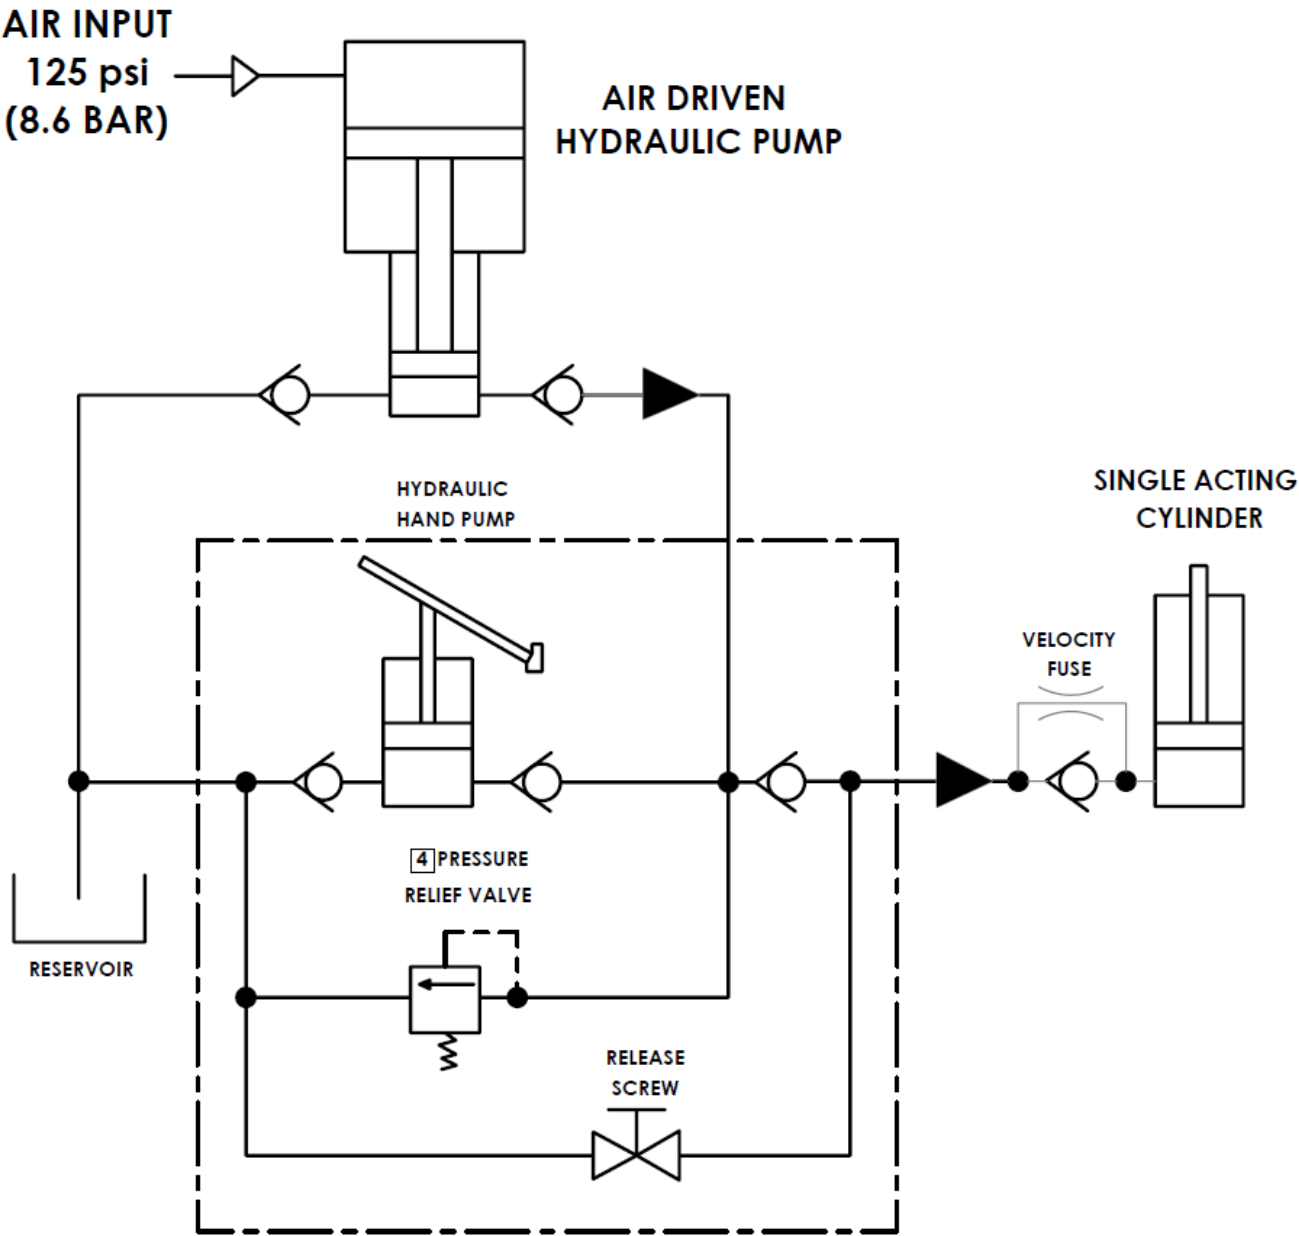 AIR INPUT
125 psi
(8.6 BAR)
AIR DRIVEN
HYDRAULIC PUMP
HYDRAULIC
HAND PUMP
SINGLE ACTING
CYLINDER
VELOCITY
FUSE
4 PRESSURE
RELIEF VALVE
RESERVOIR
RELEASE
SCREW